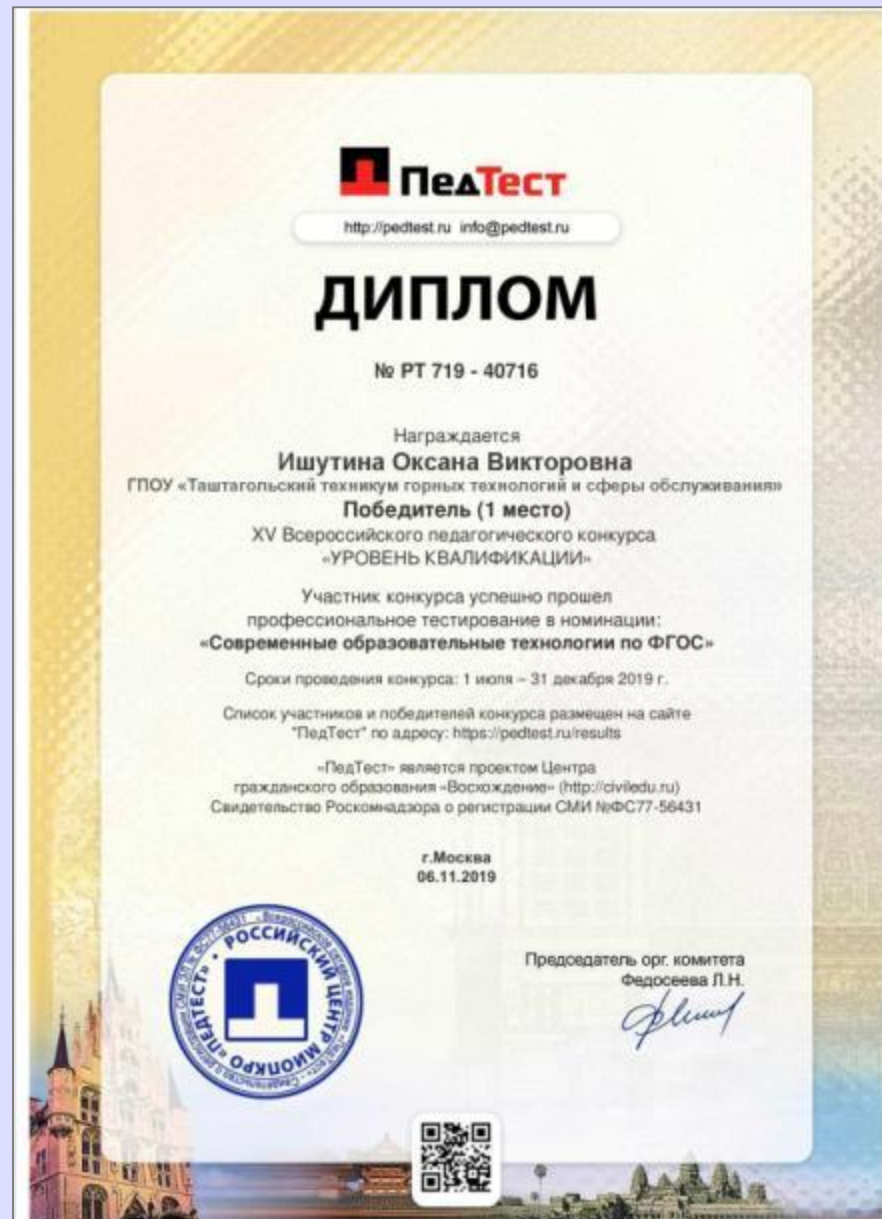 ПедТест
http://pedtest.ru info@pedtest.ru
ДИПЛОМ
№ РТ 719 - 40716
Награждается
Ишутина Оксана Викторовна
ГПОУ «Таштагольский техникум горных технологий и сферы обслуживания»
Победитель (1 место)
XV Всероссийского педагогического конкурса
«УРОВЕНЬ КВАЛИФИКАЦИИ»
Участник конкурса успешно прошел
профессиональное тестирование в номинации:
«Современные образовательные технологии по ФГОС»
Сроки проведения конкурса: 1 июля – 31 декабря 2019 г.
Список участников и победителей конкурса размещен на сайте
"ПедТест" по адресу: https://pedtest.ru/results
«ПедТест» является проектом Центра
гражданского образования «Восхождение» (http://civiledu.ru)
Свидетельство Роскомнадзора о регистрации СМИ №ФС77-56431
г.Москва
06.11.2019
РОССИЙСКИЙ ЦЕНТР МИОПКРО «ПЕДТЕСТ»
Председатель орг. комитета
Федосеева Л.Н.